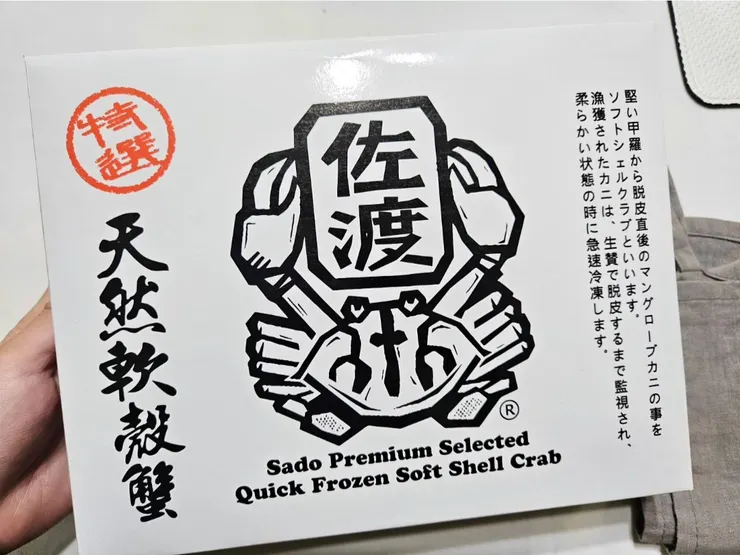 特選
天然軟殼蟹
佐渡
®
Sado Premium Selected
Quick Frozen Soft Shell Crab
堅い甲羅から脱皮直後のマングローブカニの事を
ソフトシェルクラブといいます。
漁獲されたカニは、生贊で脱皮するまで監視され、
柔らかい状態の時に急速冷凍します。